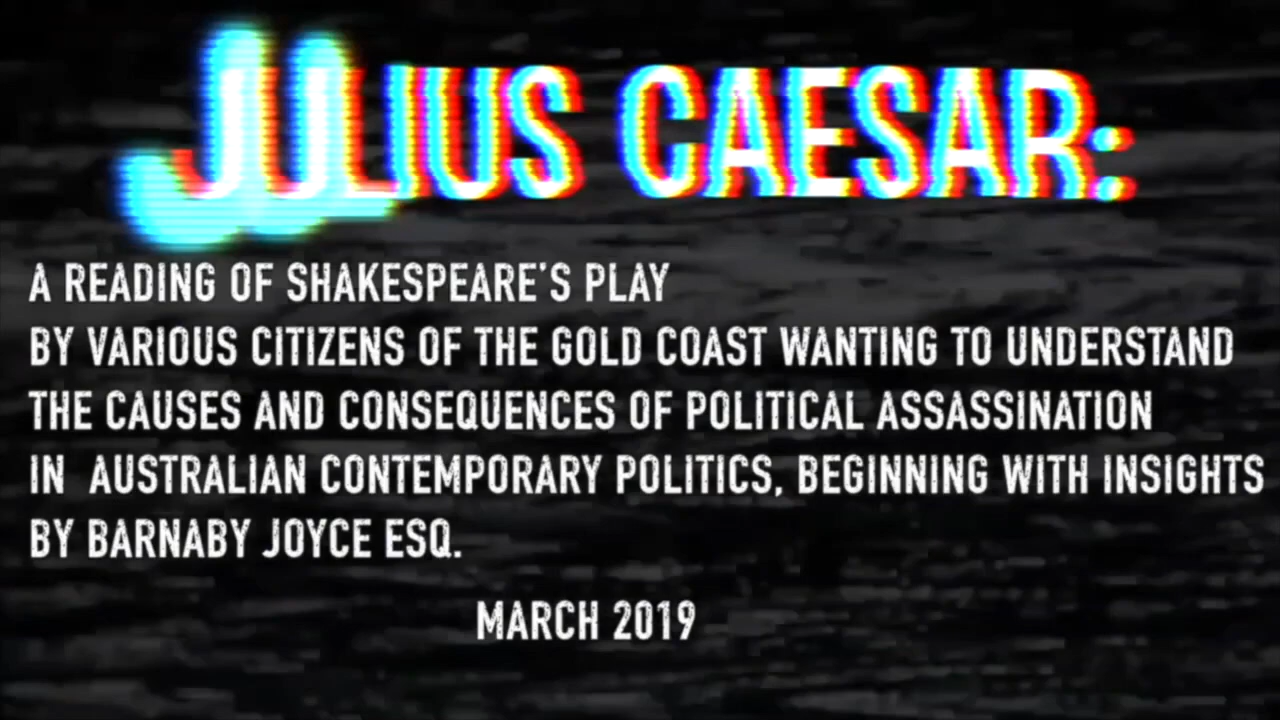 JULIUS CAESAR:
A READING OF SHAKESPEARE'S PLAY
BY VARIOUS CITIZENS OF THE GOLD COAST WANTING TO UNDERSTAND
THE CAUSES AND CONSEQUENCES OF POLITICAL ASSASSINATION
IN AUSTRALIAN CONTEMPORARY POLITICS, BEGINNING WITH INSIGHTS
BY BARNABY JOYCE ESQ.
MARCH 2019